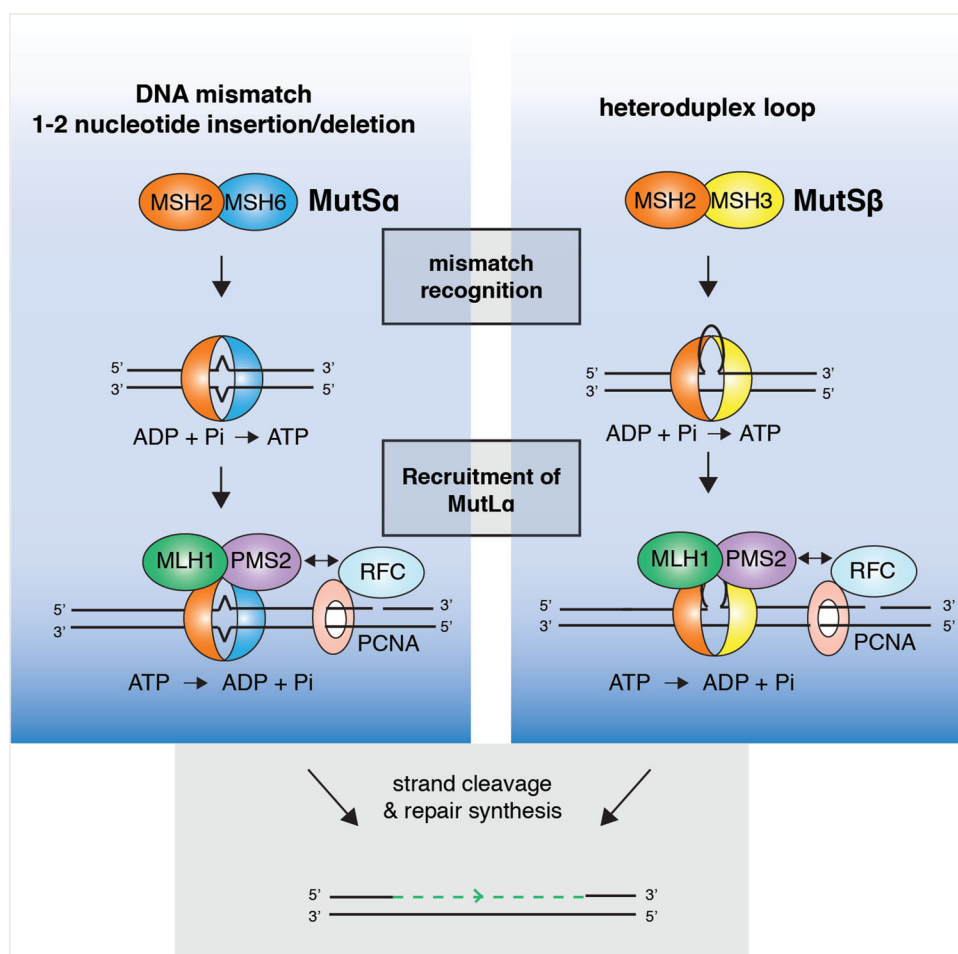 DNA mismatch
1-2 nucleotide insertion/deletion
MSH2 MSH6 MutSα
heteroduplex loop
MSH2 MSH3 MutSβ
mismatch
recognition
5’ 3’
3’ 5’
ADP + Pi → ATP
5’ 3’
3’ 5’
ADP + Pi → ATP
Recruitment of
MutLα
MLH1 PMS2 RFC
5’ 3’
3’ 5’
PCNA
ATP → ADP + Pi
MLH1 PMS2 RFC
5’ 3’
3’ 5’
PCNA
ATP → ADP + Pi
strand cleavage
& repair synthesis
5’ 3’
3’ 5’